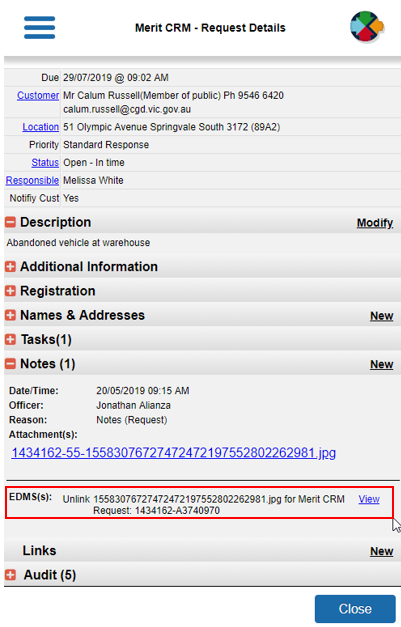 Merit CRM - Request Details
Due 29/07/2019 @ 09:02 AM
Customer Mr Calum Russell(Member of public) Ph 9546 6420
calum.russell@cgd.vic.gov.au
Location 51 Olympic Avenue Springvale South 3172 (89A2)
Priority Standard Response
Status Open - In time
Responsible Melissa White
Notifiy Cust Yes
Description Modify
Abandoned vehicle at warehouse
Additional Information
Registration
Names & Addresses New
Tasks(1)
Notes (1) New
Date/Time: 20/05/2019 09:15 AM
Officer: Jonathan Alianza
Reason: Notes (Request)
Attachment(s):
1434162-55-15583076727472472197552802262981.jpg
EDMS(s): Unlink 15583076727474 2472197552802262981.jpg for Merit CRM View
Request: 1434162-A3740970
Links New
Audit (5)
Close